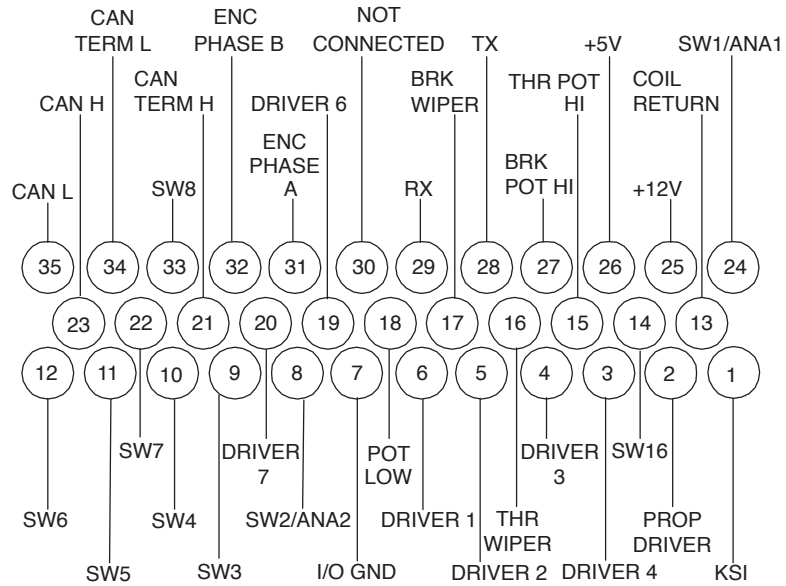 CAN
TERM L
ENC
PHASE B
NOT
CONNECTED
TX
+5V
SW1/ANA1
CAN H
CAN
TERM H
DRIVER 6
BRK
WIPER
THR POT
HI
COIL
RETURN
ENC
PHASE
A
CAN L
SW8
RX
BRK
POT HI
+12V
35 34 33 32 31 30 29 28 27 26 25 24
23 22 21 20 19 18 17 16 15 14 13
12 11 10 9 8 7 6 5 4 3 2 1
SW7
DRIVER
7
POT
LOW
DRIVER
3
SW16
SW6
SW4
SW2/ANA2
DRIVER 1
THR
WIPER
PROP
DRIVER
SW5
SW3
I/O GND
DRIVER 2
DRIVER 4
KSI